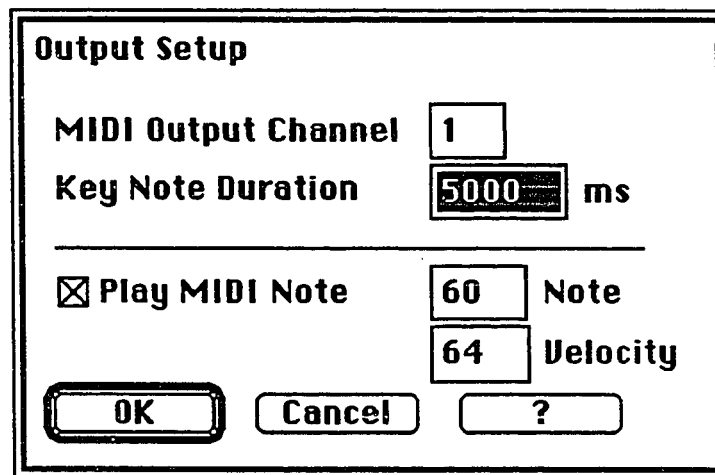 Output Setup
MIDI Output Channel 1
Key Note Duration 5000 ms
Play MIDI Note 60 Note
64 Velocity
OK Cancel ?